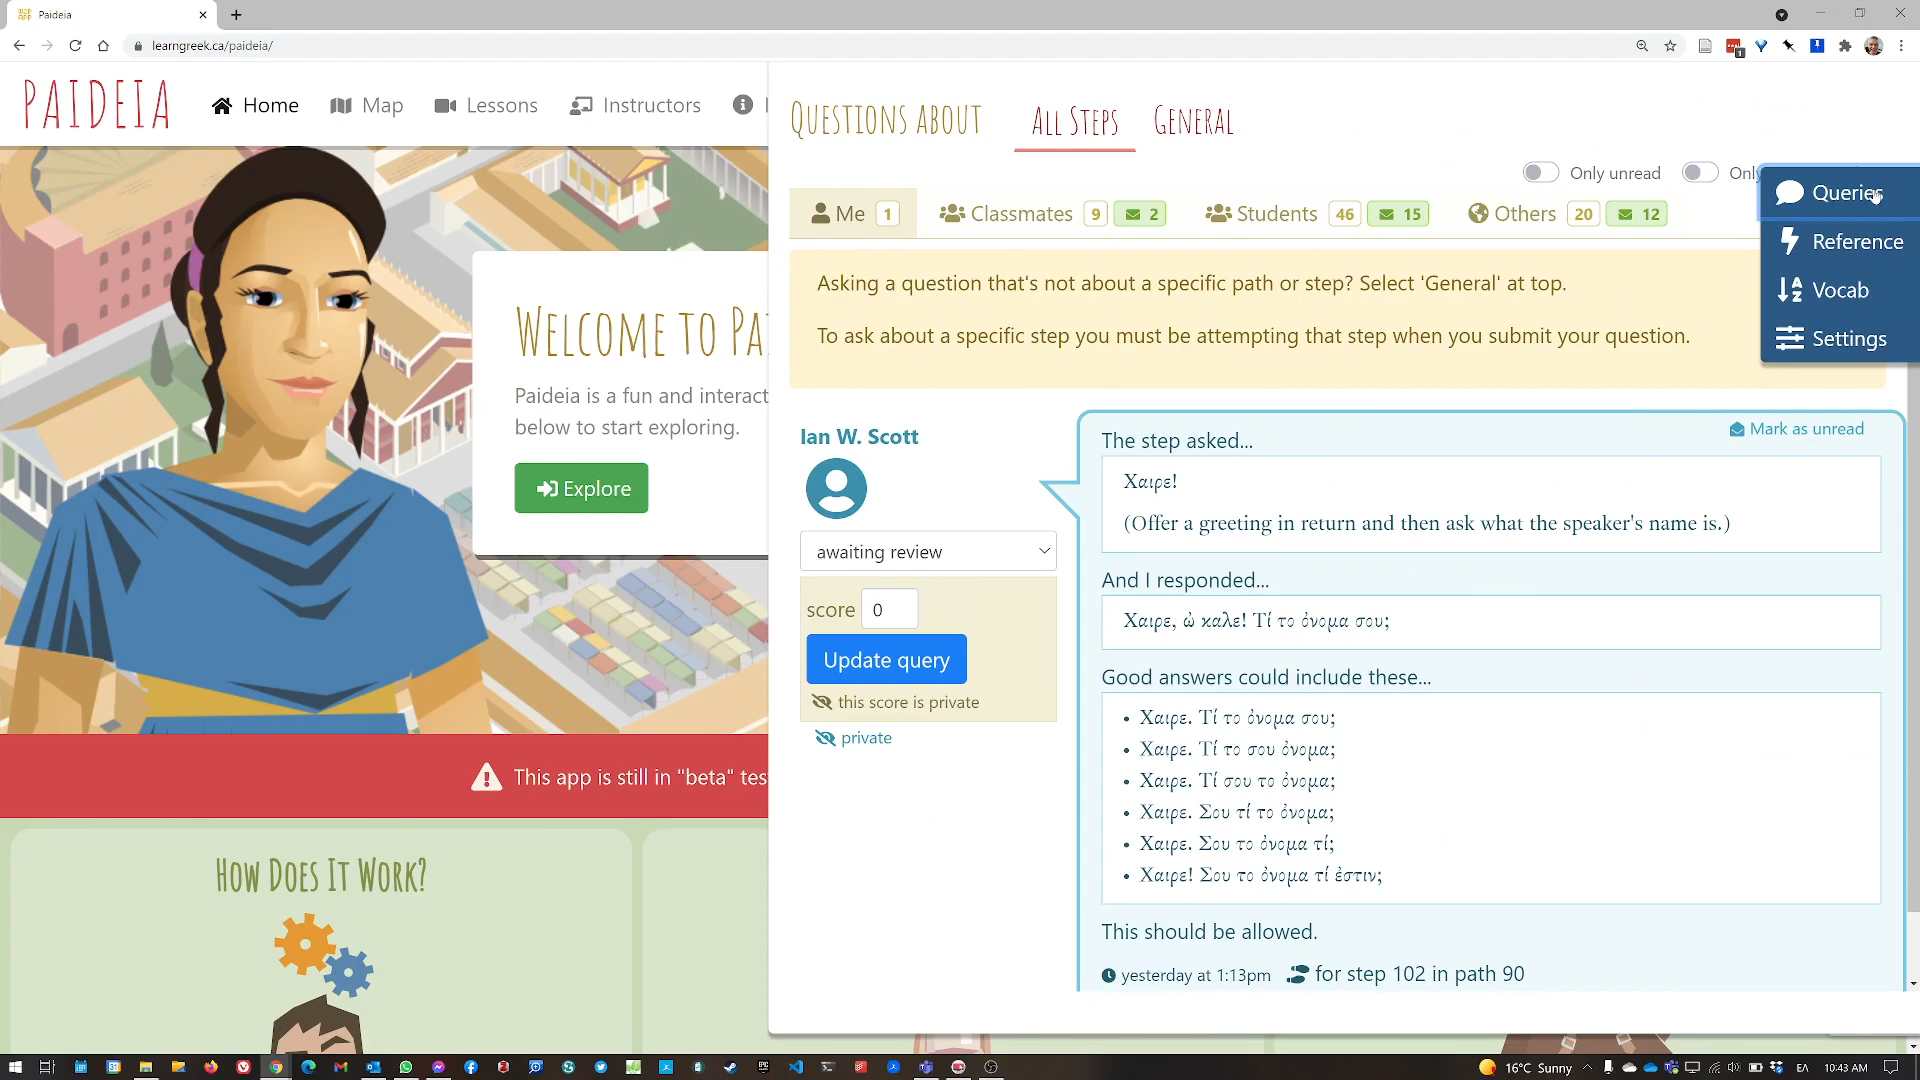 Paideia
learngreek.ca/paideia/
1
PAIDEIA
Home
Map
Lessons
Instructors
QUESTIONS ABOUT
ALL STEPS
GENERAL
Only unread
Queries
Me 1
Classmates 9 2
Students 46 15
Others 20 12
Reference
Vocab
Settings
Asking a question that's not about a specific path or step? Select 'General' at top.
To ask about a specific step you must be attempting that step when you submit your question.
WELCOME TO PA
Paideia is a fun and interact
below to start exploring.
Explore
Ian W. Scott
awaiting review
score 0
Update query
this score is private
private
Mark as unread
The step asked...
Χαιρε!
(Offer a greeting in return and then ask what the speaker's name is.)
And I responded...
Χαιρε, ὠ καλε! Τί το ὀνομα σου;
Good answers could include these...
• Χαιρε. Τί το ὀνομα σου;
• Χαιρε. Τί το σου ὀνομα;
• Χαιρε. Τί σου το ὀνομα;
• Χαιρε. Σου τί το ὀνομα;
• Χαιρε. Σου το ὀνομα τί;
• Χαιρε! Σου το ὀνομα τί ἐστιν;
This should be allowed.
yesterday at 1:13pm for step 102 in path 90
This app is still in "beta" tes
HOW DOES IT WORK?
16°C Sunny
ΕΛ
10:43 AM